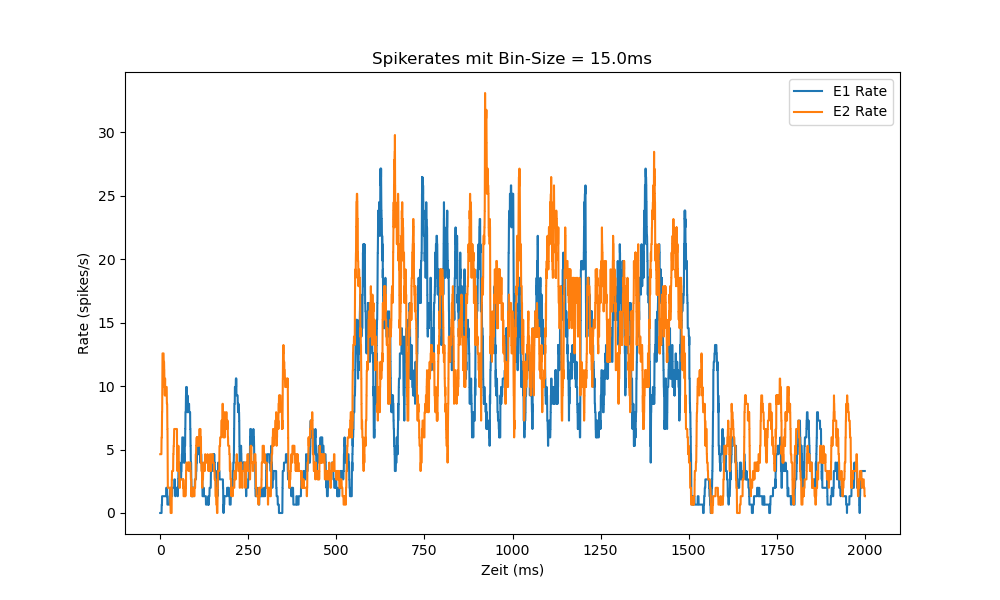 Spikerates mit Bin-Size = 15.0ms
E1 Rate
E2 Rate
Rate (spikes/s)
30
25
20
15
10
5
0
0 250 500 750 1000 1250 1500 1750 2000
Zeit (ms)